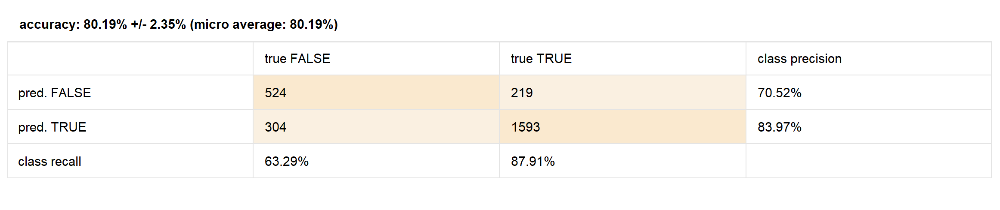 accuracy: 80.19% +/- 2.35% (micro average: 80.19%)
true FALSE true TRUE class precision
pred. FALSE 524 219 70.52%
pred. TRUE 304 1593 83.97%
class recall 63.29% 87.91%